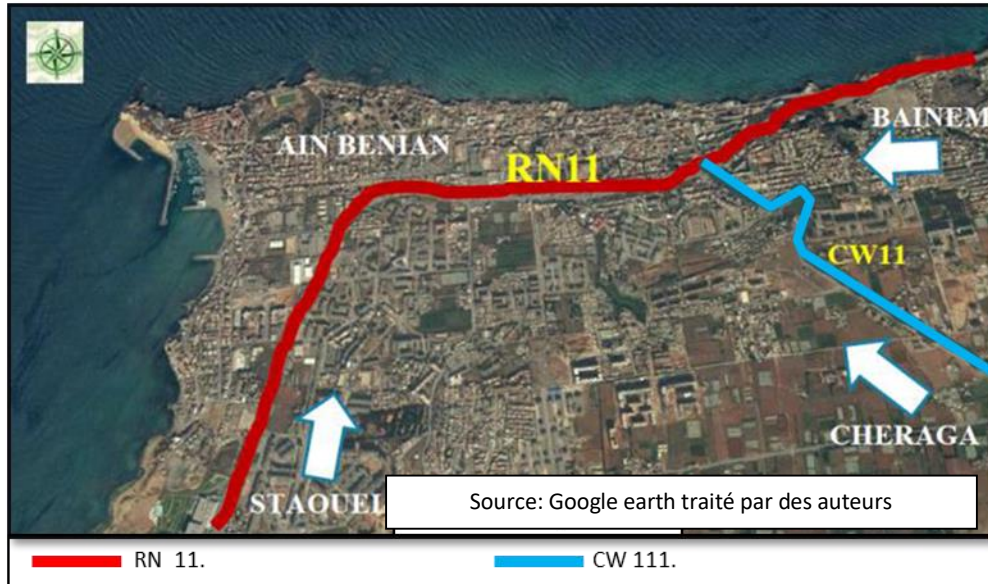 BAINEM
AIN BENIAN
RN11
CW11
CHERAGA
STAOUEL
Source: Google earth traité par des auteurs
RN 11.
CW 111.